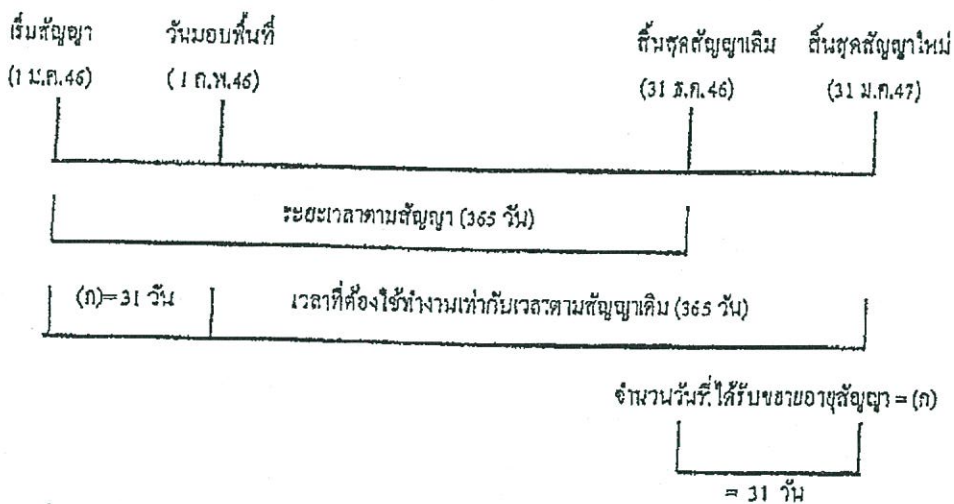 เริ่มสัญญา วันมอบพื้นที่ สิ้นสุดสัญญาเดิม สิ้นสุดสัญญาใหม่
(1 ม.ค.46) (1 ก.พ.46) (31 ธ.ค.46) (31 ม.ค.47)
ระยะเวลาตามสัญญา (365 วัน)
(ก)=31 วัน เวลาที่ต้องใช้ทำงานเท่ากับเวลาตามสัญญาเดิม (365 วัน)
จำนวนวันที่ได้รับขยายอายุสัญญา = (ก)
= 31 วัน